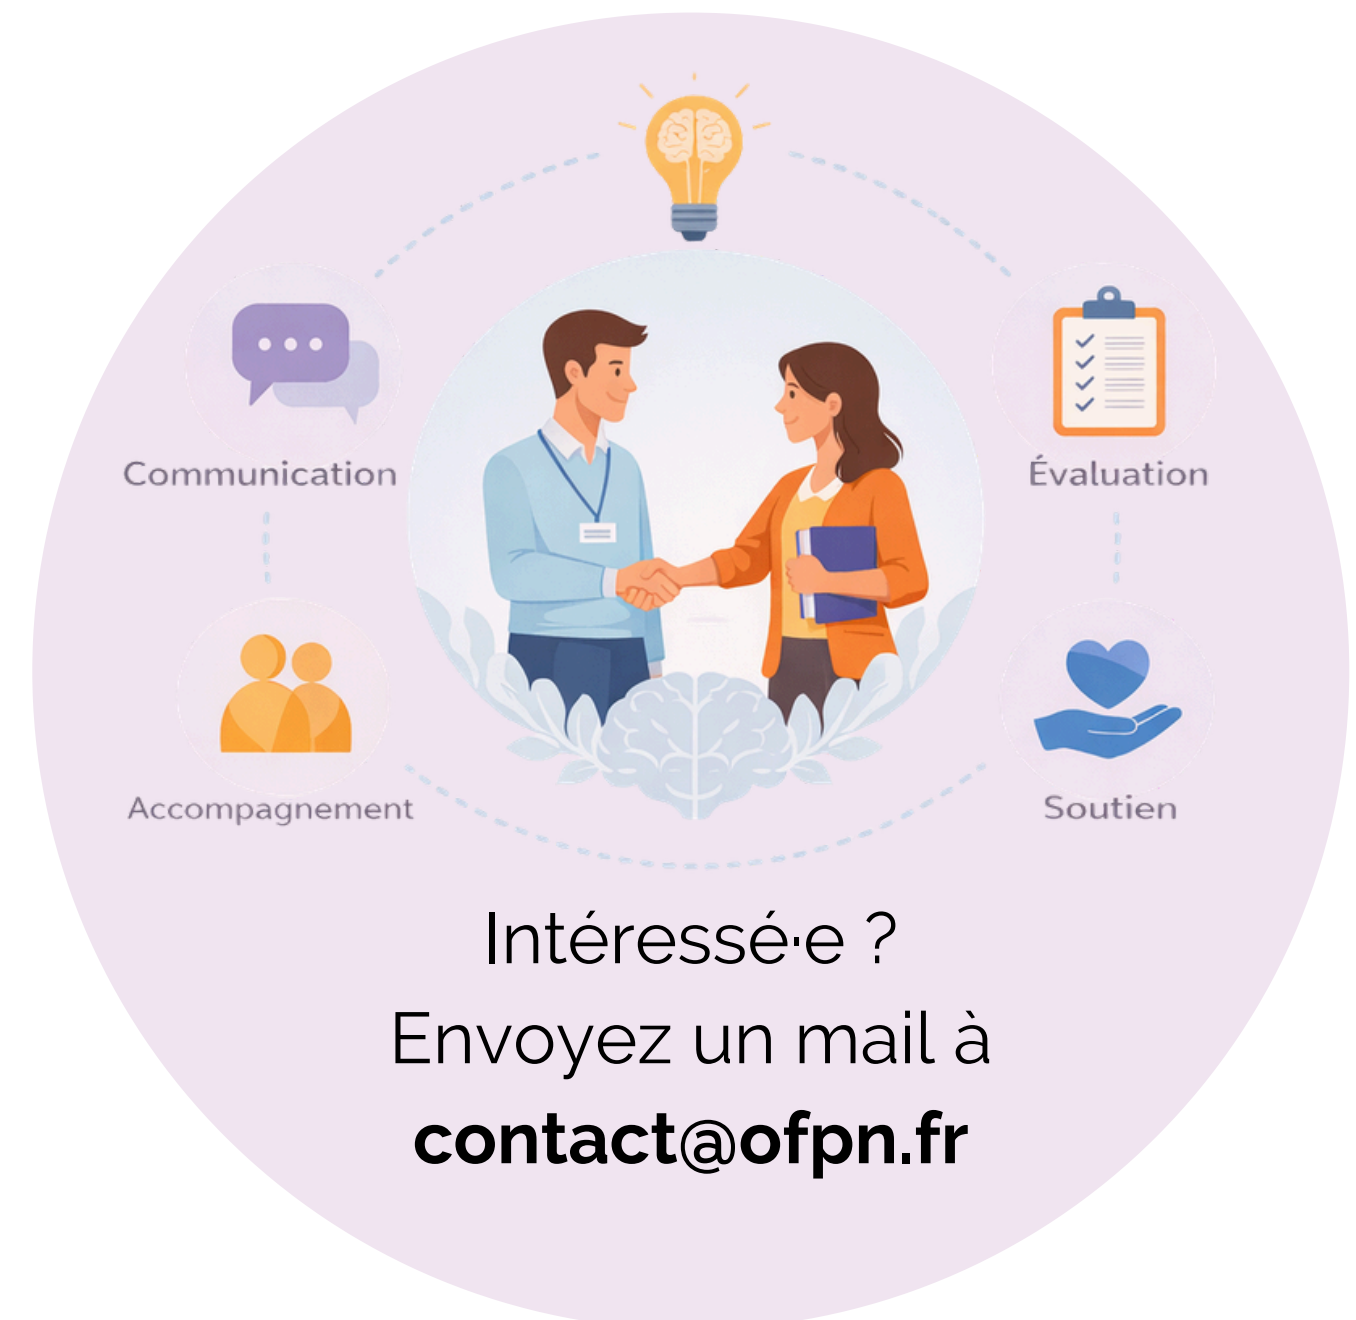 Communication
Évaluation
Accompagnement
Soutien
Intéressé·e ?
Envoyez un mail à
contact@ofpn.fr